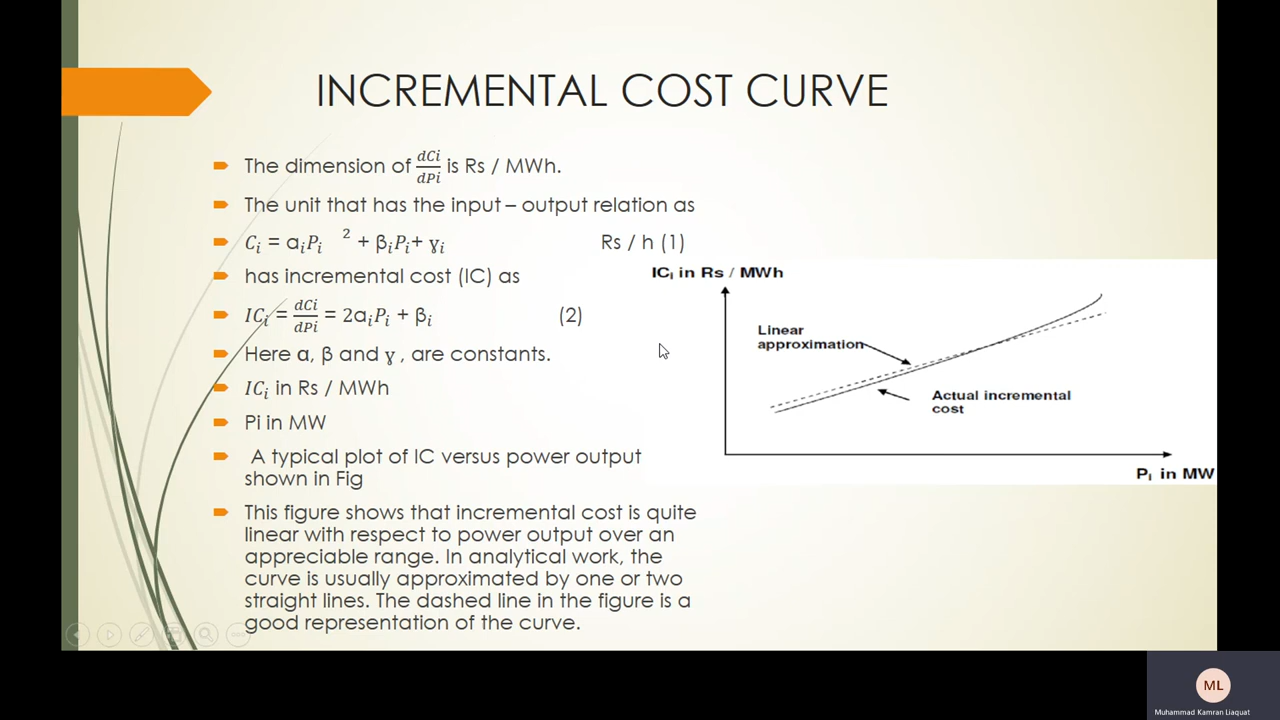 INCREMENTAL COST CURVE
The dimension of dCi/dPi is Rs / MWh.
The unit that has the input – output relation as
Cᵢ = αᵢPᵢ ² + βᵢPᵢ+ ɣᵢ Rs / h (1)
has incremental cost (IC) as
ICᵢ = dCi/dPi = 2αᵢPᵢ + βᵢ (2)
Here α, β and ɣ , are constants.
ICᵢ in Rs / MWh
Pi in MW
A typical plot of IC versus power output
shown in Fig
This figure shows that incremental cost is quite
linear with respect to power output over an
appreciable range. In analytical work, the
curve is usually approximated by one or two
straight lines. The dashed line in the figure is a
good representation of the curve.
ICᵢ in Rs / MWh
Linear
approximation
Actual incremental
cost
Pᵢ in MW
ML
Muhammad Kamran Liaquat